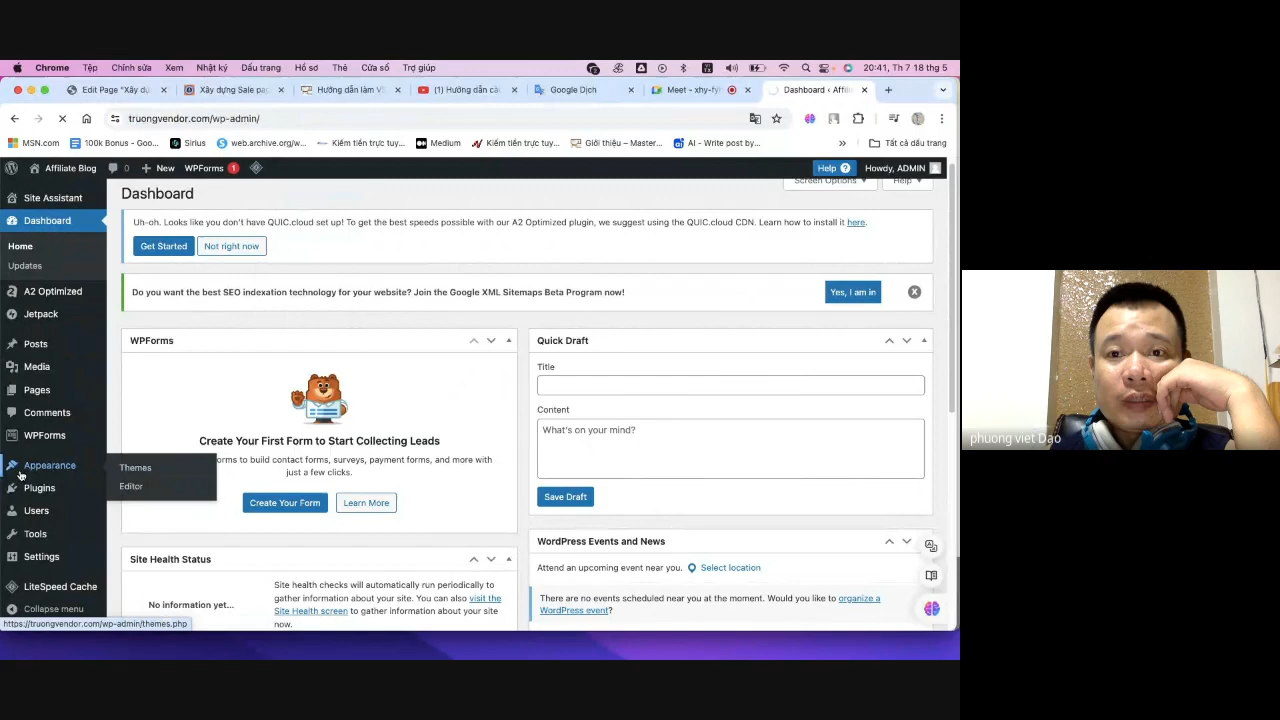 Chrome Tệp Chỉnh sửa Xem Nhật ký Dấu trang Hồ sơ Thẻ Cửa sổ Trợ giúp 20:41, Th 7 18 thg 5
Edit Page "Xây dự Xây dựng Sale pa Hướng dẫn làm V (1) Hướng dẫn cà Google Dịch Meet - xhy-fyh Dashboard ‹ Affilia
truongvendor.com/wp-admin/
MSN.com 100k Bonus - Goo... Sirius web.archive.org/w... Kiếm tiền trực tuy... Medium Kiếm tiền trực tuy... Giới thiệu – Master... AI - Write post by... » Tất cả dấu trang
Affiliate Blog 0 New WPForms 1 Help Howdy, ADMIN
Site Assistant
Dashboard
Home
Updates
A2 Optimized
Jetpack
Posts
Media
Pages
Comments
WPForms
Appearance
Plugins
Users
Tools
Settings
LiteSpeed Cache
Collapse menu
Themes
Editor
https://truongvendor.com/wp-admin/themes.php
Screen Options Help
Dashboard
Uh-oh. Looks like you don't have QUIC.cloud set up! To get the best speeds possible with our A2 Optimized plugin, we suggest using the QUIC.cloud CDN. Learn how to install it here.
Get Started Not right now
Do you want the best SEO indexation technology for your website? Join the Google XML Sitemaps Beta Program now!
Yes, I am in
WPForms
Create Your First Form to Start Collecting Leads
orms to build contact forms, surveys, payment forms, and more with
just a few clicks.
Create Your Form Learn More
Site Health Status
No information yet...
Site health checks will automatically run periodically to
gather information about your site. You can also visit the
Site Health screen to gather information about your site
now.
Quick Draft
Title
Content
What's on your mind?
Save Draft
WordPress Events and News
Attend an upcoming event near you. Select location
There are no events scheduled near you at the moment. Would you like to organize a
WordPress event?
phuong viet Dao